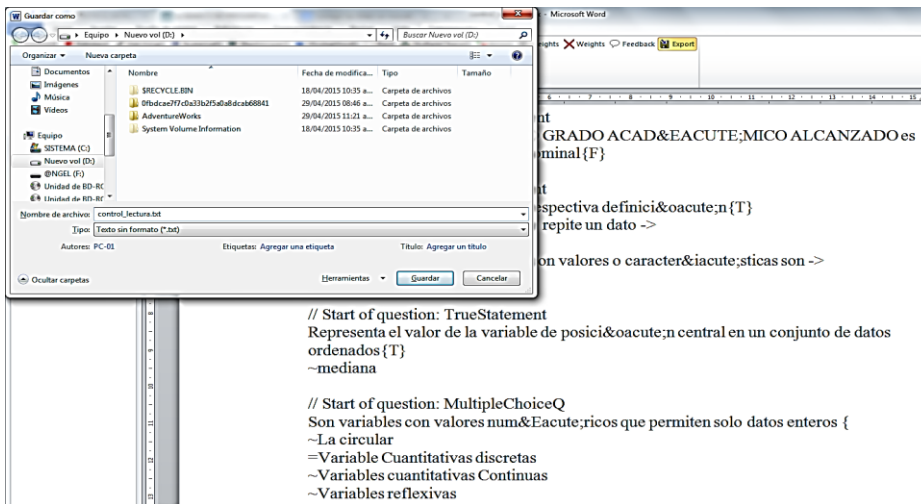 Guardar como
- Microsoft Word
Equipo ▸ Nuevo vol (D:) ▸
Buscar Nuevo vol (D:)
Organizar ▾ Nueva carpeta
ights Weights Feedback Export
Documentos
Imágenes
Música
Videos
Equipo
SISTEMA (C:)
Nuevo vol (D:)
@NGEL (F:)
Unidad de BD-RO
Unidad de BD-RO
Nombre Fecha de modifica... Tipo Tamaño
$RECYCLE.BIN 18/04/2015 10:35 a... Carpeta de archivos
0fbdcae7f7c0a33b2f5a0a8dcab68841 29/04/2015 08:46 a... Carpeta de archivos
AdventureWorks 29/04/2015 11:21 a... Carpeta de archivos
System Volume Information 18/04/2015 10:35 a... Carpeta de archivos
Nombre de archivo: control_lectura.txt
Tipo: Texto sin formato (*.txt)
Autores: PC-01 Etiquetas: Agregar una etiqueta Título: Agregar un título
Ocultar carpetas Herramientas ▾ Guardar Cancelar
nt
GRADO ACAD&EACUTE;MICO ALCANZADO es
ominal{F}
nt
spectiva definici&oacute;n{T}
repite un dato ->
on valores o caracter&iacute;sticas son ->
// Start of question: TrueStatement
Representa el valor de la variable de posici&oacute;n central en un conjunto de datos
ordenados{T}
~mediana
// Start of question: MultipleChoiceQ
Son variables con valores num&Eacute;ricos que permiten solo datos enteros {
~La circular
=Variable Cuantitativas discretas
~Variables cuantitativas Continuas
~Variables reflexivas